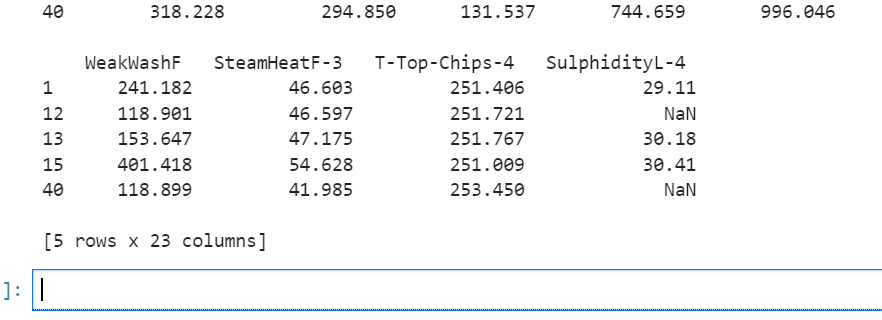 40 318.228 294.850 131.537 744.659 996.046
WeakWashF SteamHeatF-3 T-Top-Chips-4 SulphidityL-4
1 241.182 46.603 251.406 29.11
12 118.901 46.597 251.721 NaN
13 153.647 47.175 251.767 30.18
15 401.418 54.628 251.009 30.41
40 118.899 41.985 253.450 NaN
[5 rows x 23 columns]
]: